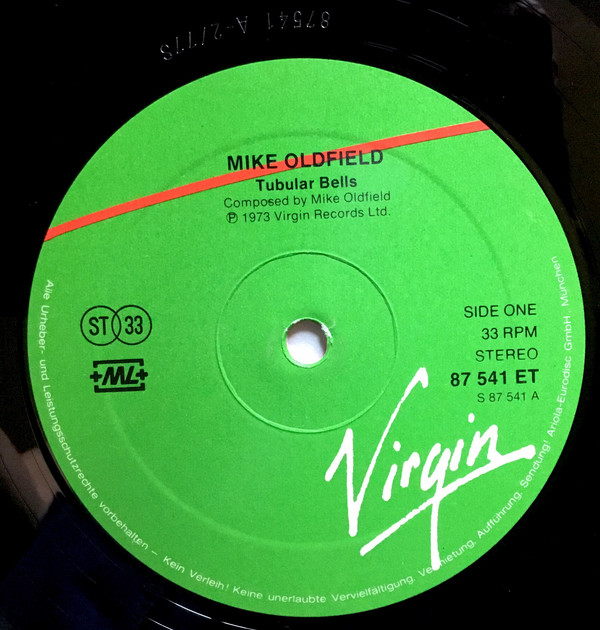 87541 A-2/77S
MIKE OLDFIELD
Tubular Bells
Composed by Mike Oldfield
℗ 1973 Virgin Records Ltd.
ST 33
+ML+
SIDE ONE
33 RPM
STEREO
87 541 ET
S 87 541 A
Virgin
Alle Urheber- und Leistungsschutzrechte vorbehalten – Kein Verleih! Keine unerlaubte Vervielfältigung, Vermietung, Aufführung, Sendung! Ariola-Eurodisc GmbH · München